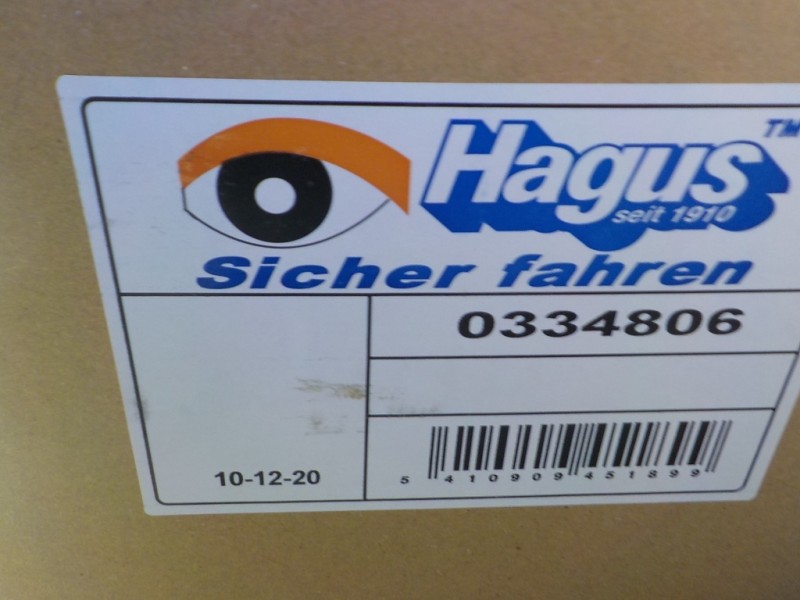 Hagus TM
seit 1910
Sicher fahren
0334806
10-12-20
5 410909 451899